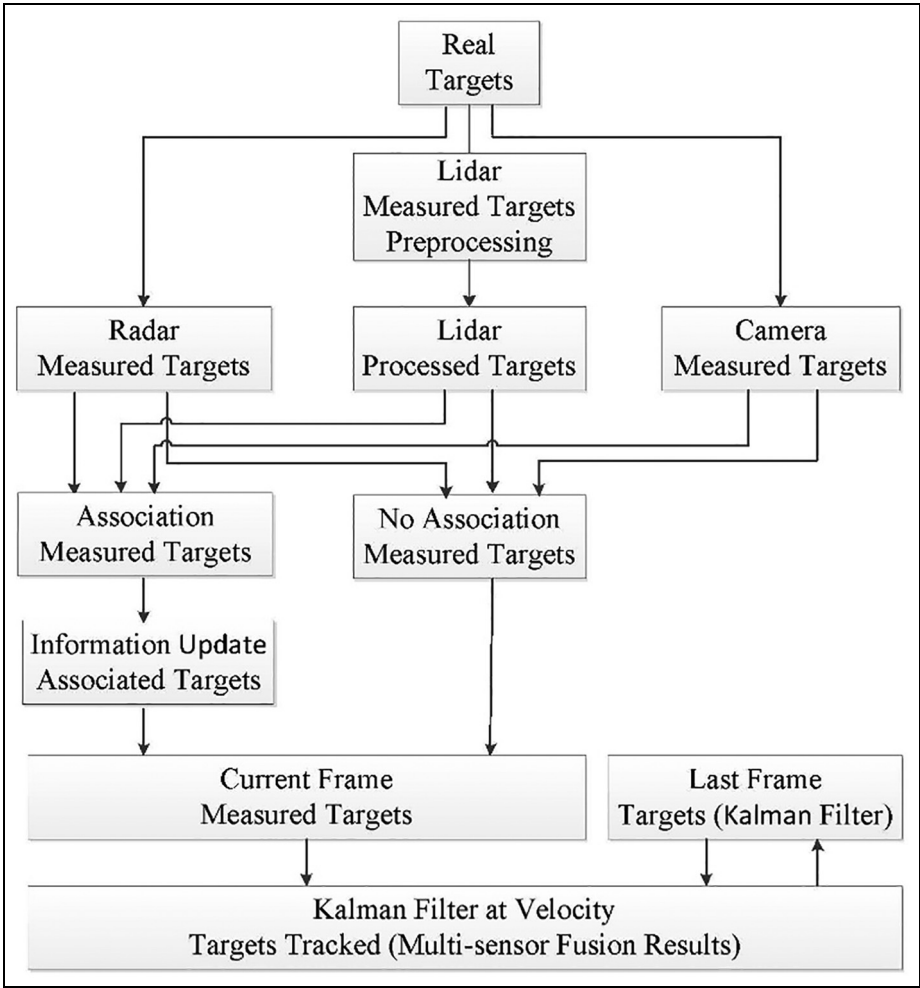 Real
Targets
Lidar
Measured Targets
Preprocessing
Radar
Measured Targets
Lidar
Processed Targets
Camera
Measured Targets
Association
Measured Targets
No Association
Measured Targets
Information Update
Associated Targets
Current Frame
Measured Targets
Last Frame
Targets (Kalman Filter)
Kalman Filter at Velocity
Targets Tracked (Multi-sensor Fusion Results)